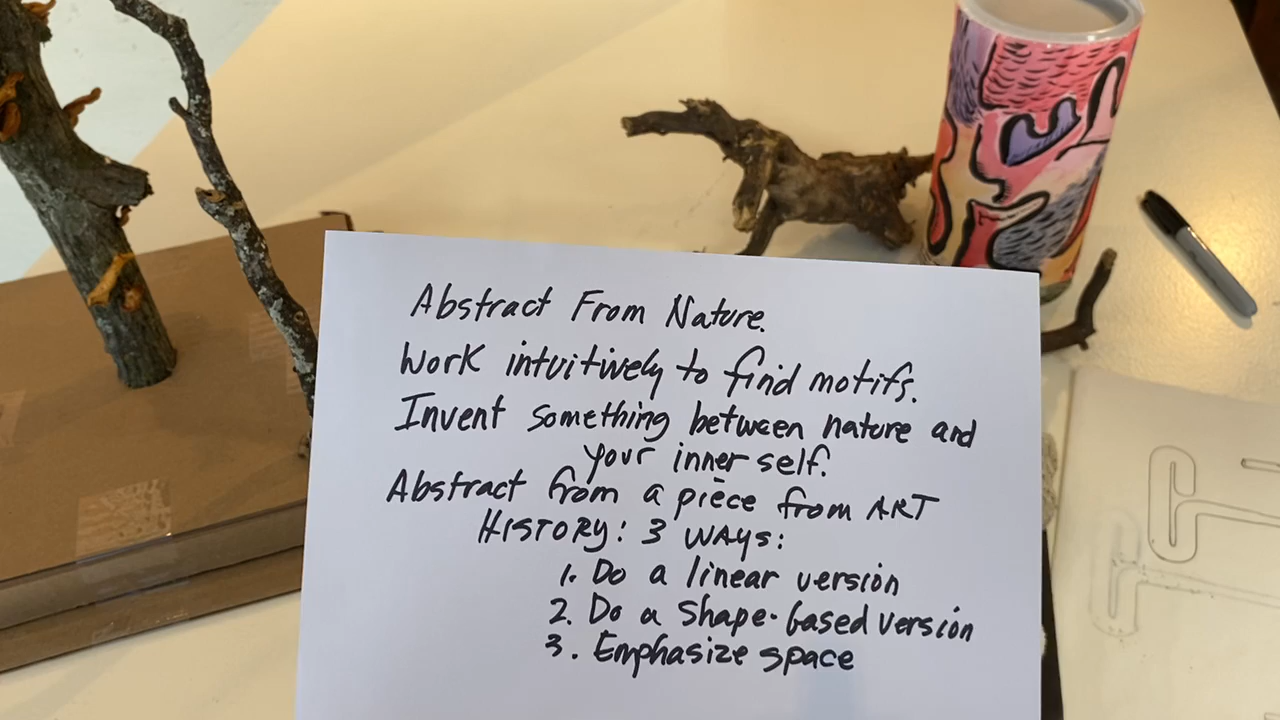 Abstract From Nature.
Work intuitively to find motifs.
Invent something between nature and
your inner self.
Abstract from a piece from ART
HISTORY: 3 WAYS:
1. Do a linear version
2. Do a Shape-based version
3. Emphasize space